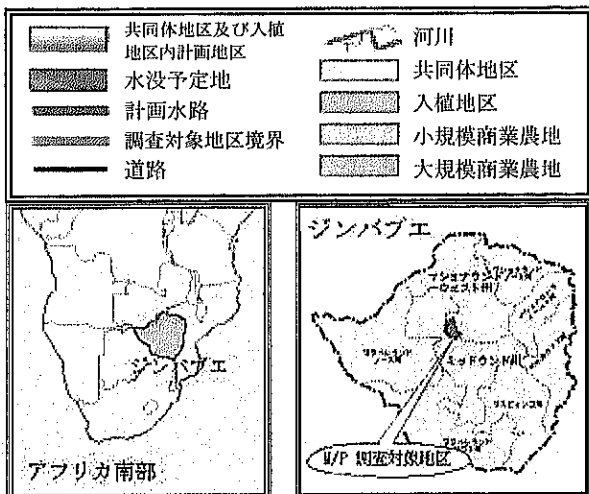 共同体地区及び入植
地区内計画地区
水没予定地
計画水路
調査対象地区境界
道路
河川
共同体地区
入植地区
小規模商業農地
大規模商業農地
ジンバブエ
アフリカ南部
ジンバブエ
ミッドランド州
M/P 調査対象地区